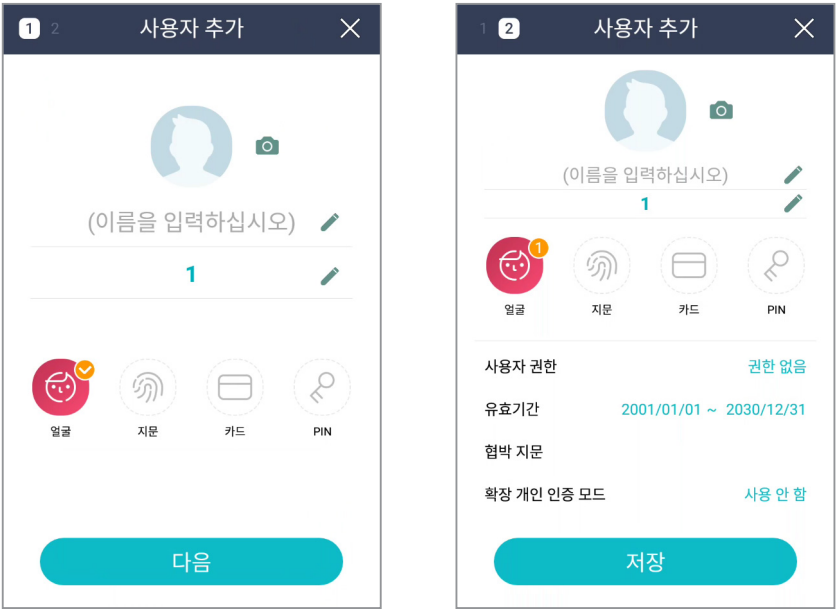 1 2 사용자 추가
(이름을 입력하십시오)
1
얼굴 지문 카드 PIN
다음
1 2 사용자 추가
(이름을 입력하십시오)
1
1
얼굴 지문 카드 PIN
사용자 권한 권한 없음
유효기간 2001/01/01 ~ 2030/12/31
협박 지문
확장 개인 인증 모드 사용 안 함
저장